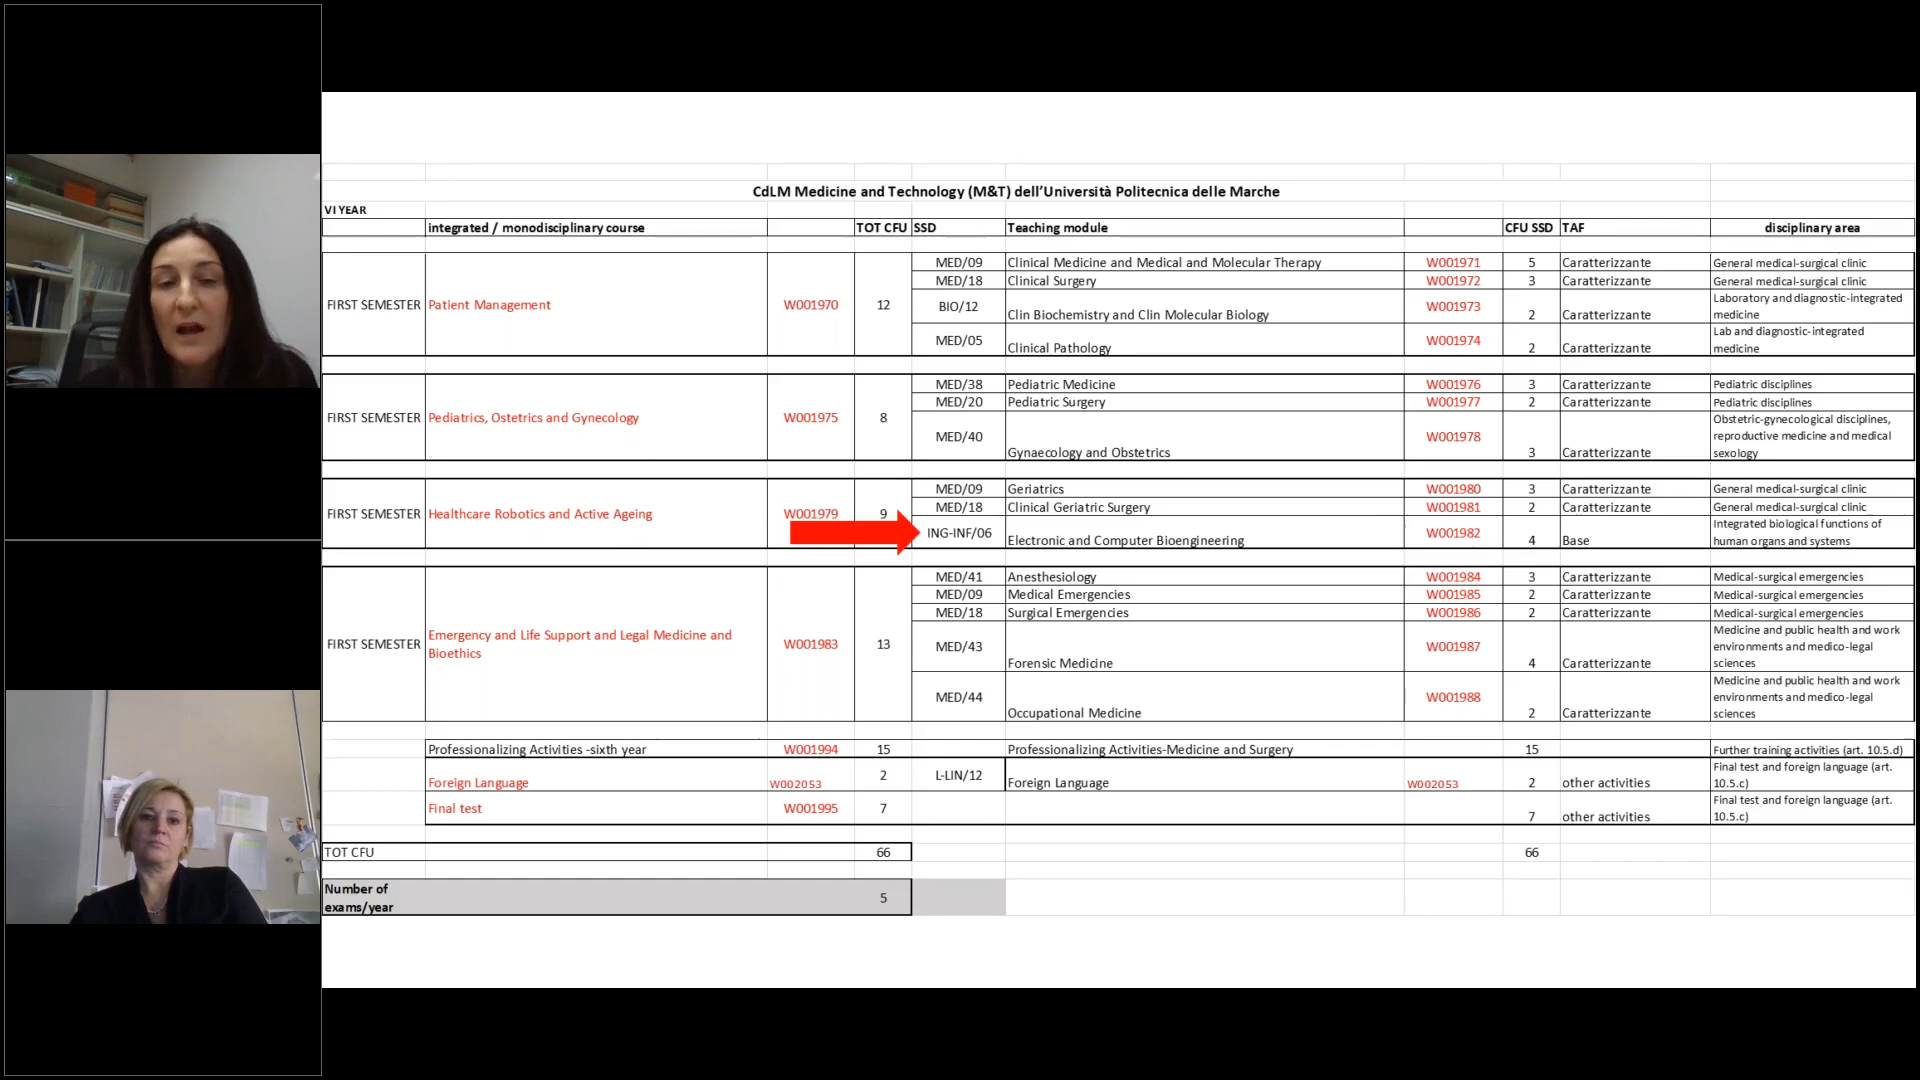 CdLM Medicine and Technology (M&T) dell'Università Politecnica delle Marche
VI YEAR
integrated / monodisciplinary course TOT CFU SSD Teaching module CFU SSD TAF disciplinary area
FIRST SEMESTER Patient Management W001970 12
MED/09 Clinical Medicine and Medical and Molecular Therapy W001971 5 Caratterizzante General medical-surgical clinic
MED/18 Clinical Surgery W001972 3 Caratterizzante General medical-surgical clinic
BIO/12 Clin Biochemistry and Clin Molecular Biology W001973 2 Caratterizzante Laboratory and diagnostic-integrated
medicine
MED/05 Clinical Pathology W001974 2 Caratterizzante Lab and diagnostic-integrated
medicine
FIRST SEMESTER Pediatrics, Ostetrics and Gynecology W001975 8
MED/38 Pediatric Medicine W001976 3 Caratterizzante Pediatric disciplines
MED/20 Pediatric Surgery W001977 2 Caratterizzante Pediatric disciplines
MED/40 Gynaecology and Obstetrics W001978 3 Caratterizzante Obstetric-gynecological disciplines,
reproductive medicine and medical
sexology
FIRST SEMESTER Healthcare Robotics and Active Ageing W001979 9
MED/09 Geriatrics W001980 3 Caratterizzante General medical-surgical clinic
MED/18 Clinical Geriatric Surgery W001981 2 Caratterizzante General medical-surgical clinic
ING-INF/06 Electronic and Computer Bioengineering W001982 4 Base Integrated biological functions of
human organs and systems
FIRST SEMESTER Emergency and Life Support and Legal Medicine and
Bioethics W001983 13
MED/41 Anesthesiology W001984 3 Caratterizzante Medical-surgical emergencies
MED/09 Medical Emergencies W001985 2 Caratterizzante Medical-surgical emergencies
MED/18 Surgical Emergencies W001986 2 Caratterizzante Medical-surgical emergencies
MED/43 Forensic Medicine W001987 4 Caratterizzante Medicine and public health and work
environments and medico-legal
sciences
MED/44 Occupational Medicine W001988 2 Caratterizzante Medicine and public health and work
environments and medico-legal
sciences
Professionalizing Activities -sixth year W001994 15 Professionalizing Activities-Medicine and Surgery 15 Further training activities (art. 10.5.d)
Foreign Language W002053 2 L-LIN/12 Foreign Language W002053 2 other activities Final test and foreign language (art.
10.5.c)
Final test W001995 7 7 other activities Final test and foreign language (art.
10.5.c)
TOT CFU 66 66
Number of
exams/year 5